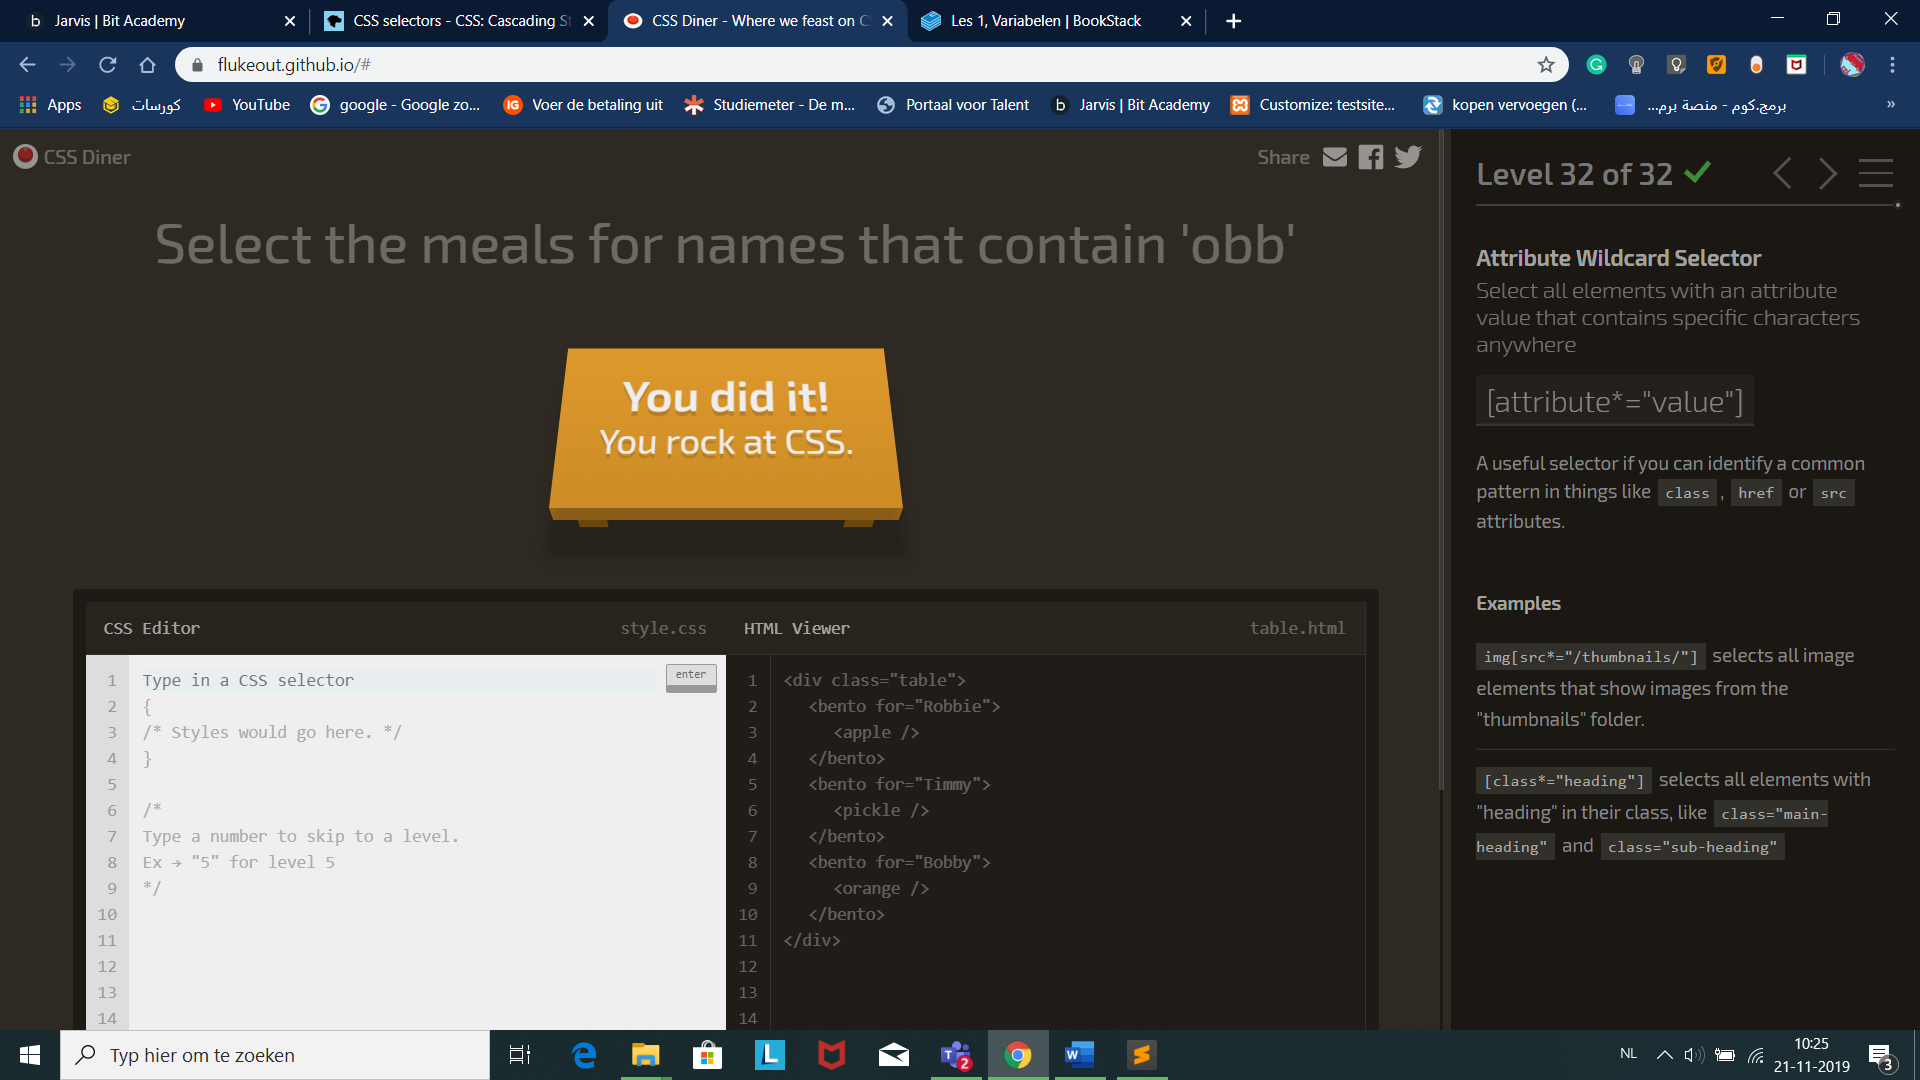 Jarvis | Bit Academy
CSS selectors - CSS: Cascading St
CSS Diner - Where we feast on CS
Les 1, Variabelen | BookStack
flukeout.github.io/#
Apps
كورسات
YouTube
google - Google zo...
Voer de betaling uit
Studiemeter - De m...
Portaal voor Talent
Jarvis | Bit Academy
Customize: testsite...
kopen vervoegen (...
برمج.كوم - منصة برم...
»
CSS Diner
Share
Select the meals for names that contain 'obb'
You did it!
You rock at CSS.
CSS Editor
style.css
1 Type in a CSS selector
enter
2 {
3 /* Styles would go here. */
4 }
5
6 /*
7 Type a number to skip to a level.
8 Ex → "5" for level 5
9 */
10
11
12
13
14
HTML Viewer
table.html
1 <div class="table">
2 <bento for="Robbie">
3 <apple />
4 </bento>
5 <bento for="Timmy">
6 <pickle />
7 </bento>
8 <bento for="Bobby">
9 <orange />
10 </bento>
11 </div>
12
13
14
Level 32 of 32
Attribute Wildcard Selector
Select all elements with an attribute
value that contains specific characters
anywhere
[attribute*="value"]
A useful selector if you can identify a common
pattern in things like class , href or src
attributes.
Examples
img[src*="/thumbnails/"] selects all image
elements that show images from the
"thumbnails" folder.
[class*="heading"] selects all elements with
"heading" in their class, like class="main-
heading" and class="sub-heading"
Typ hier om te zoeken
2
NL
10:25
21-11-2019
3